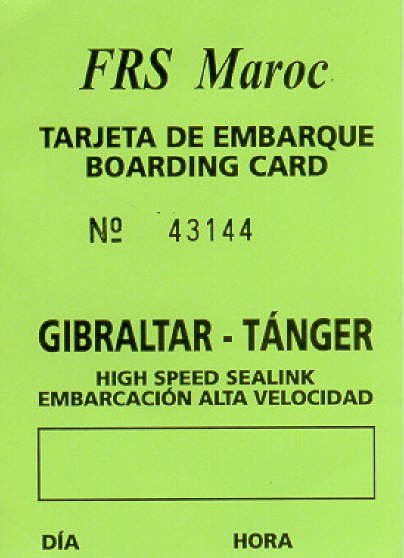 FRS Maroc
TARJETA DE EMBARQUE
BOARDING CARD
Nº 43144
GIBRALTAR - TÁNGER
HIGH SPEED SEALINK
EMBARCACIÓN ALTA VELOCIDAD
DÍA HORA